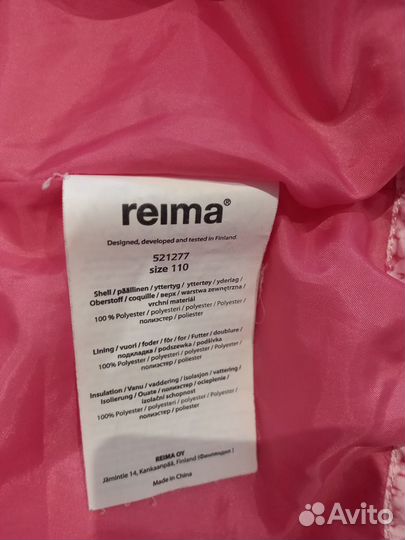 reima®
Designed, developed and tested in Finland.
521277
size 110
Shell / päällinen / yttertyg / yttertøy / yderlag /
Oberstoff / coquille / верх / warstwa zewnętrzna /
vrchní materiál
100 % Polyester / polyesteri / polyester / Polyester /
полиэстер / poliester
Lining / vuori / foder / fôr / for / Futter / doublure /
подкладка / podszewka / podšívka
100% Polyester / polyesteri / polyester / Polyester /
полиэстер / poliester
Insulation / Vanu / vaddering / isolasjon / vattering /
Isolierung / Ouate / полиэстер / ocieplenie /
izolační schopnost
100% Polyester / polyesteri / polyester / Polyester /
полиэстер / poliester
REIMA OY
Jämintie 14, Kankaanpää, Finland (Финляндия)
Made in China
Avito